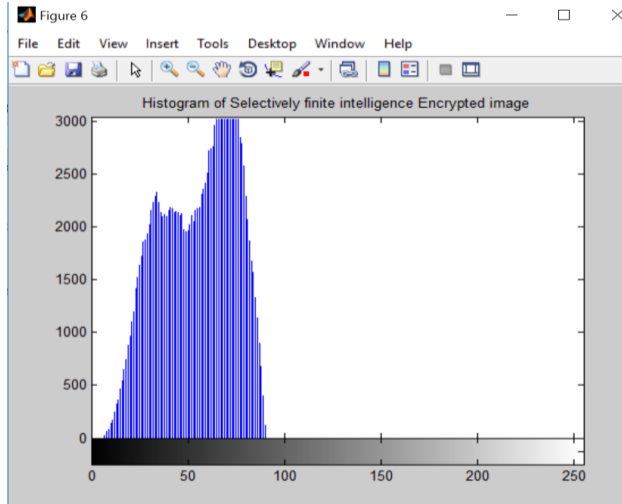 Figure 6
File Edit View Insert Tools Desktop Window Help
Histogram of Selectively finite intelligence Encrypted image
3000
2500
2000
1500
1000
500
0
0 50 100 150 200 250